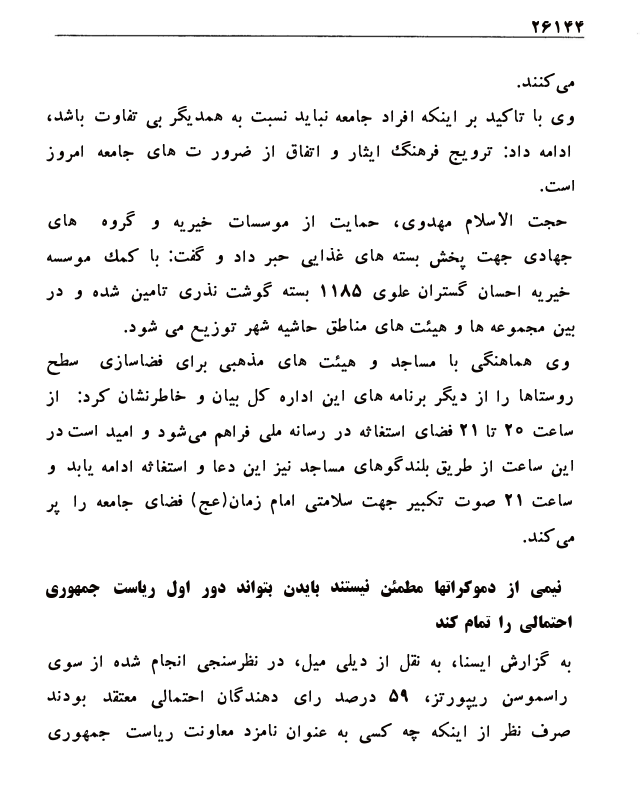 ۲۶۱۴۴
می‌کنند.
وی با تاکید بر اینکه افراد جامعه نباید نسبت به همدیگر بی تفاوت باشد،
ادامه داد: ترویج فرهنگ ایثار و اتفاق از ضرور ت های جامعه امروز
است.
حجت الاسلام مهدوی، حمایت از موسسات خیریه و گروه های
جهادی جهت پخش بسته های غذایی حبر داد و گفت: با کمک موسسه
خیریه احسان گستران علوی ۱۱۸۵ بسته گوشت نذری تامین شده و در
بین مجموعه ها و هیئت های مناطق حاشیه شهر توزیع می شود.
وی هماهنگی با مساجد و هیئت های مذهبی برای فضاسازی سطح
روستاها را از دیگر برنامه های این اداره کل بیان و خاطرنشان کرد: از
ساعت ۲۰ تا ۲۱ فضای استغاثه در رسانه ملی فراهم می‌شود و امید است در
این ساعت از طریق بلندگوهای مساجد نیز این دعا و استغاثه ادامه یابد و
ساعت ۲۱ صوت تکبیر جهت سلامتی امام زمان(عج) فضای جامعه را پر
می‌کند.
نیمی از دموکراتها مطمئن نیستند بایدن بتواند دور اول ریاست جمهوری
احتمالی را تمام کند
به گزارش ایسنا، به نقل از دیلی میل، در نظرسنجی انجام شده از سوی
راسموسن ریپورتز، ۵۹ درصد رای دهندگان احتمالی معتقد بودند
صرف نظر از اینکه چه کسی به عنوان نامزد معاونت ریاست جمهوری